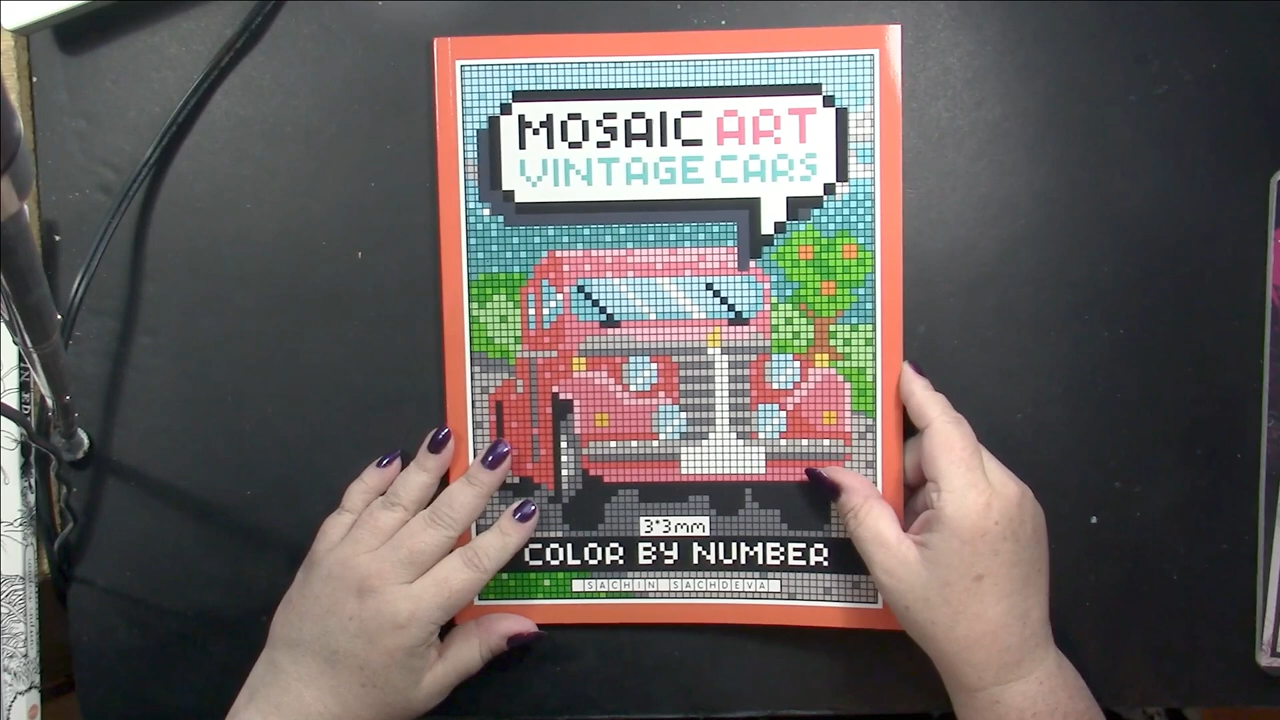 MOSAIC ART
VINTAGE CARS
3*3mm
COLOR BY NUMBER
SACHIN SACHDEVA